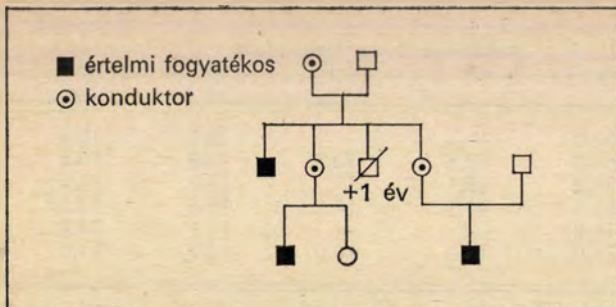 értelmi fogyatékos
konduktor
+1 év